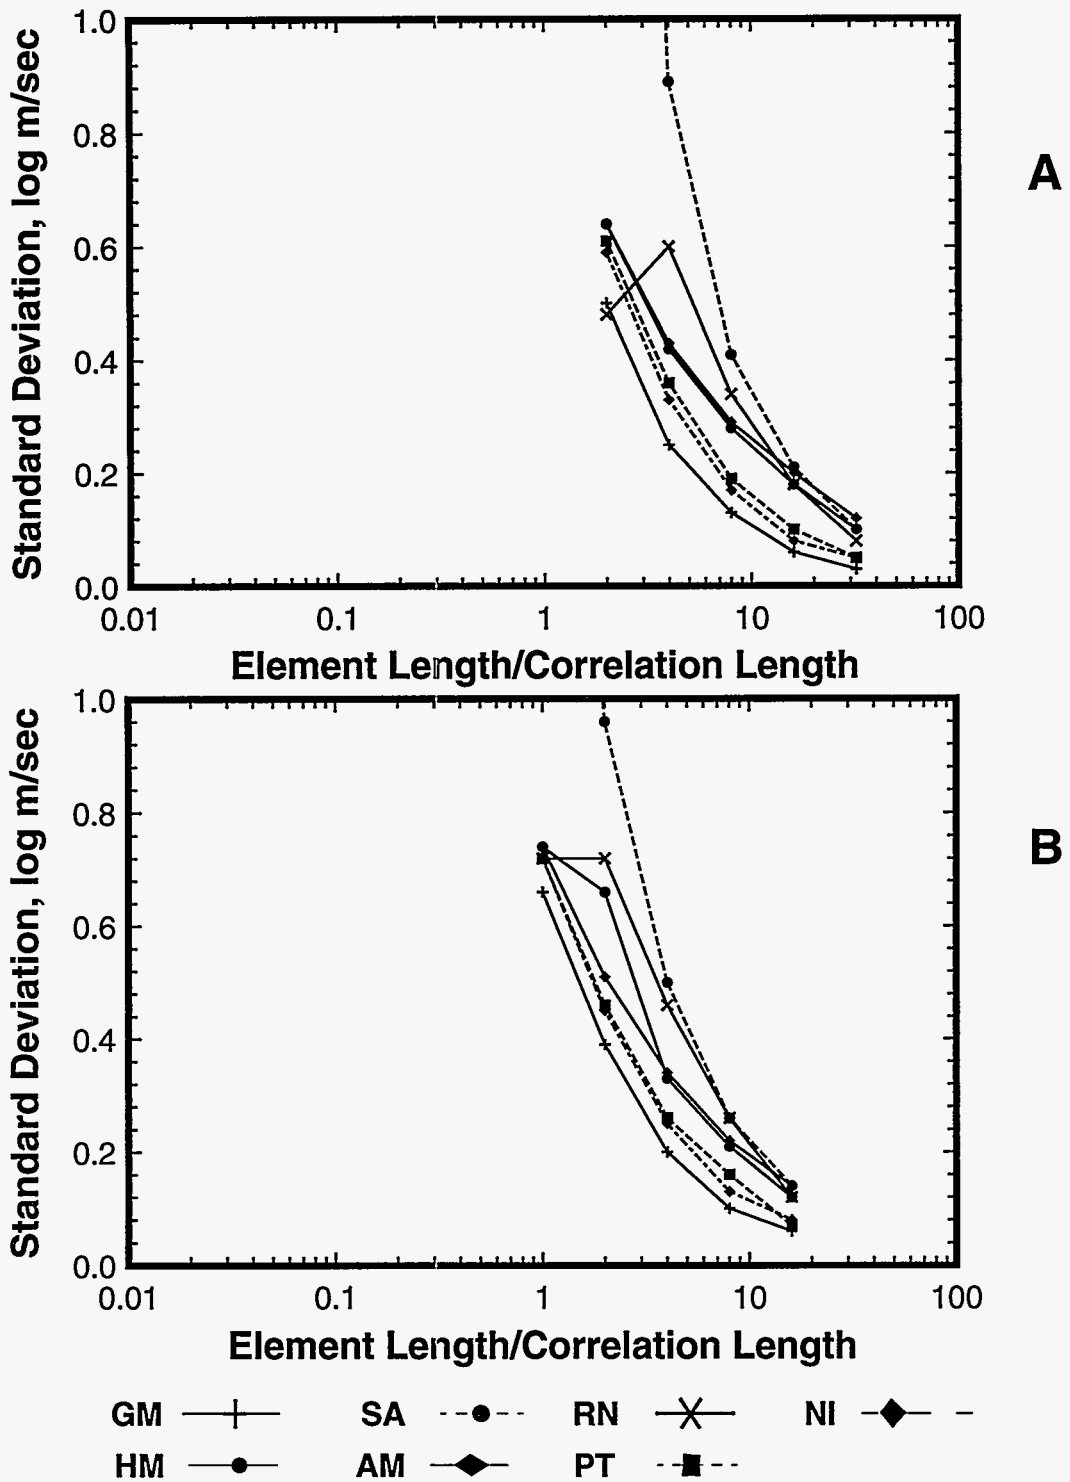 1.0
0.8
0.6
0.4
0.2
0.0
Standard Deviation, log m/sec
A
0.01 0.1 1 10 100
Element Length/Correlation Length
1.0
0.8
0.6
0.4
0.2
0.0
Standard Deviation, log m/sec
B
0.01 0.1 1 10 100
Element Length/Correlation Length
GM SA RN NI
HM AM PT